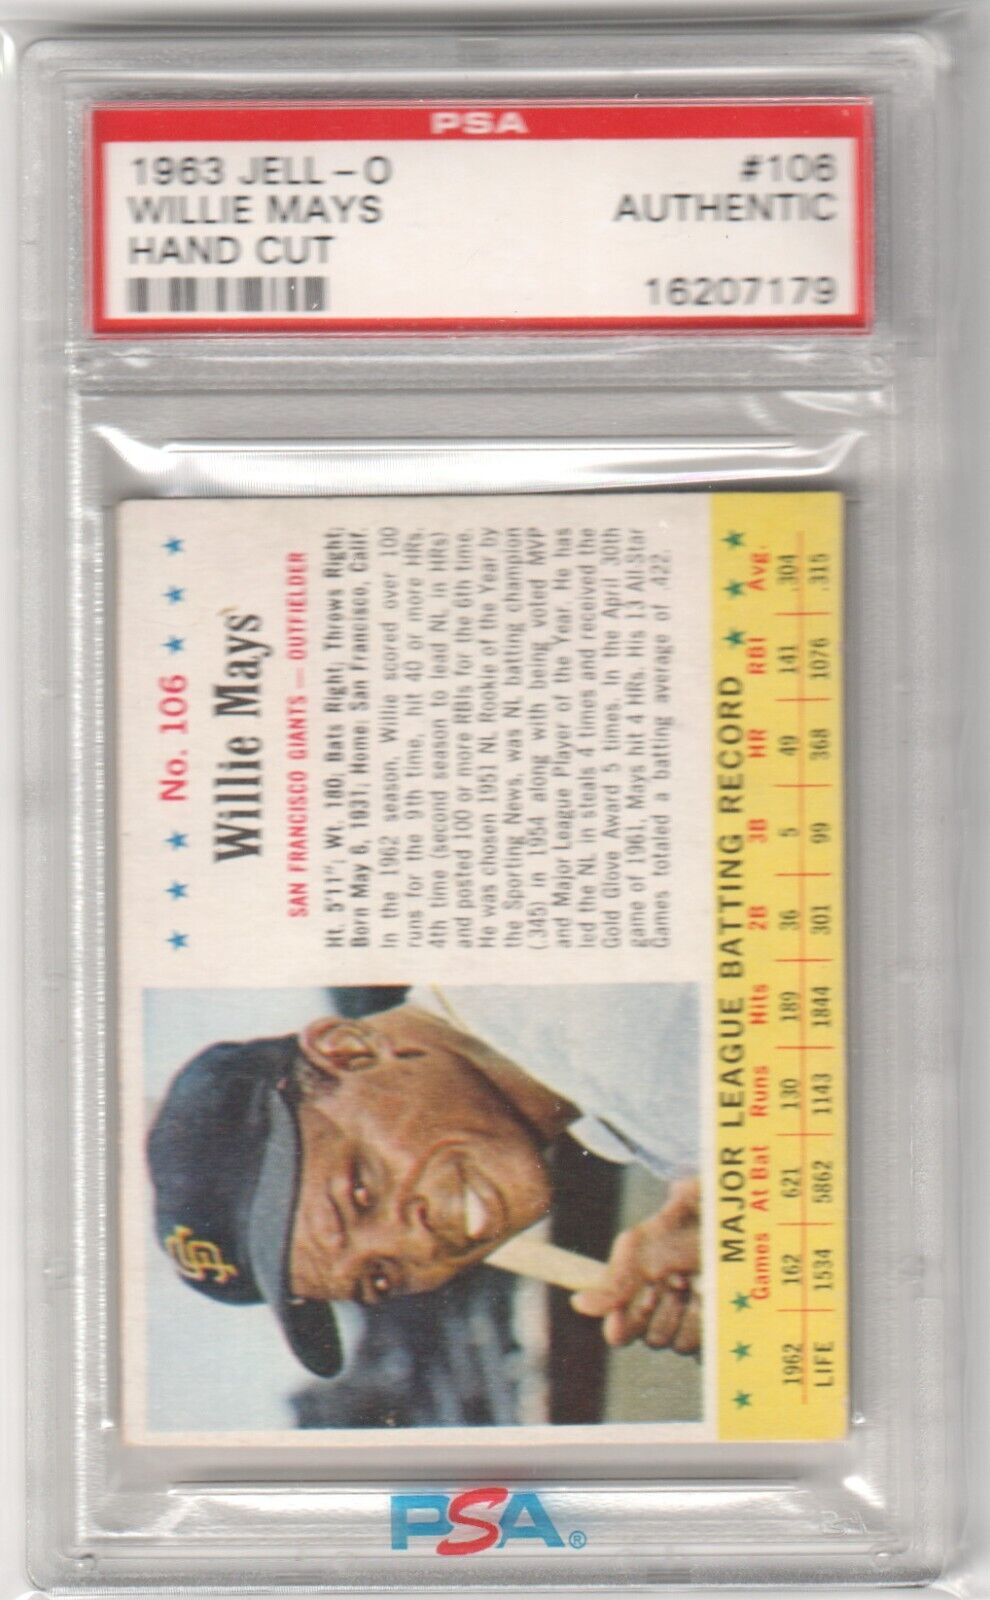 PSA
1963 JELL-O #106
WILLIE MAYS AUTHENTIC
HAND CUT
16207179
No. 106
Willie Mays
SAN FRANCISCO GIANTS — OUTFIELDER
Ht. 5'11"; Wt. 180; Bats Right; Throws Right;
Born May 6, 1931; Home: San Francisco, Calif.
In the 1962 season, Willie scored over 100
runs for the 9th time, hit 40 or more HRs,
4th time (second season to lead NL in HRs)
and posted 100 or more RBIs for the 6th time.
He was chosen 1951 NL Rookie of the Year by
the Sporting News, was NL batting champion
(345) in 1954 along with being voted MVP
and Major League Player of the Year. He has
led the NL in steals 4 times and received the
Gold Glove Award 5 times. In the April 30th
game of 1961, Mays hit 4 HRs. His 13 All-Star
Games totaled a batting average of .422.
SF
MAJOR LEAGUE BATTING RECORD
Games At Bat Runs Hits 2B 3B HR RBI Avg.
1962 162 621 130 189 36 5 49 141 .304
LIFE 1534 5862 1143 1844 301 99 368 1076 .315
PSA®